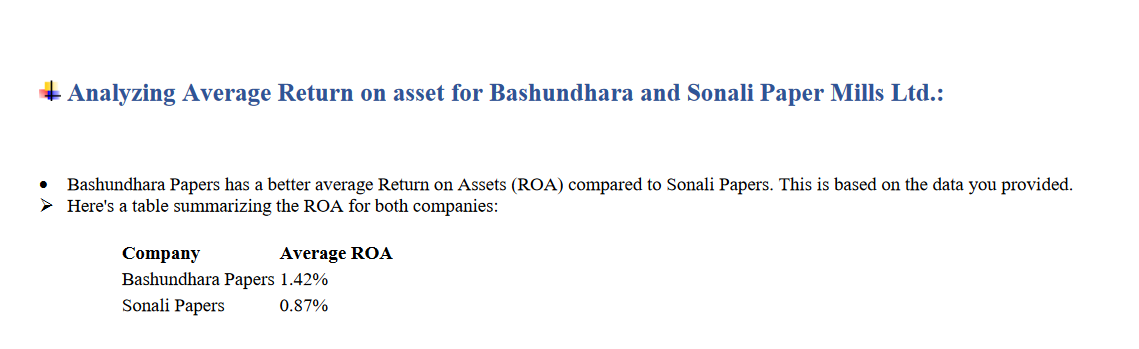 Analyzing Average Return on asset for Bashundhara and Sonali Paper Mills Ltd.:
• Bashundhara Papers has a better average Return on Assets (ROA) compared to Sonali Papers. This is based on the data you provided.
➢ Here's a table summarizing the ROA for both companies:
Company Average ROA
Bashundhara Papers 1.42%
Sonali Papers 0.87%